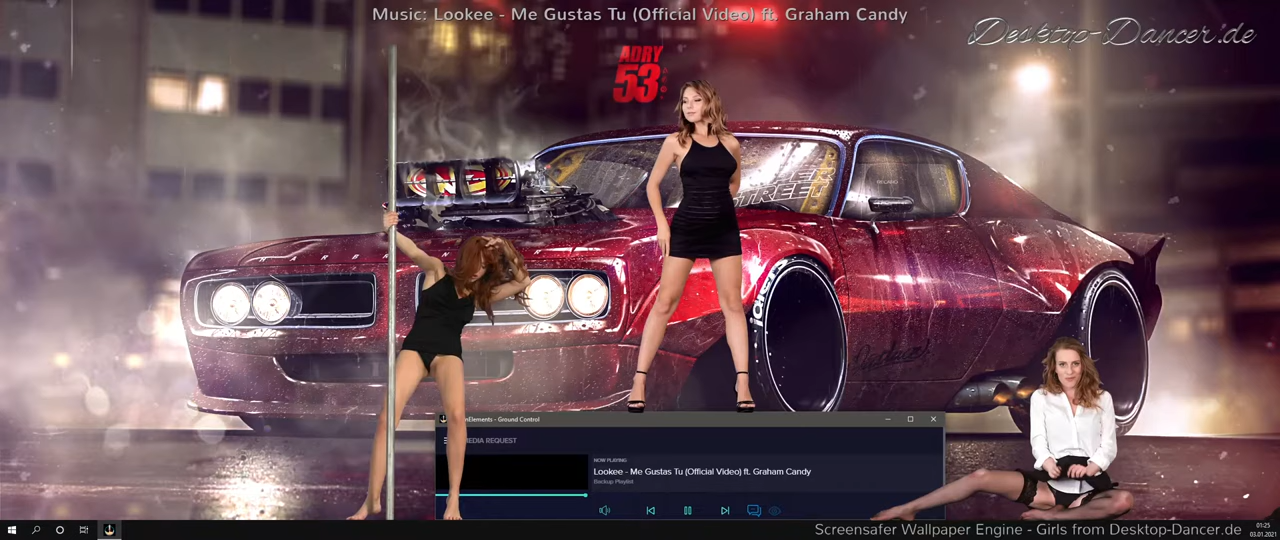 Music: Lookee - Me Gustas Tu (Official Video) ft. Graham Candy
Desktop-Dancer.de
ADRY
53
STREET
StreamElements - Ground Control
MEDIA REQUEST
NOW PLAYING
Lookee - Me Gustas Tu (Official Video) ft. Graham Candy
Backup Playlist
Screensafer Wallpaper Engine - Girls from Desktop-Dancer.de
01:25
03.01.2021